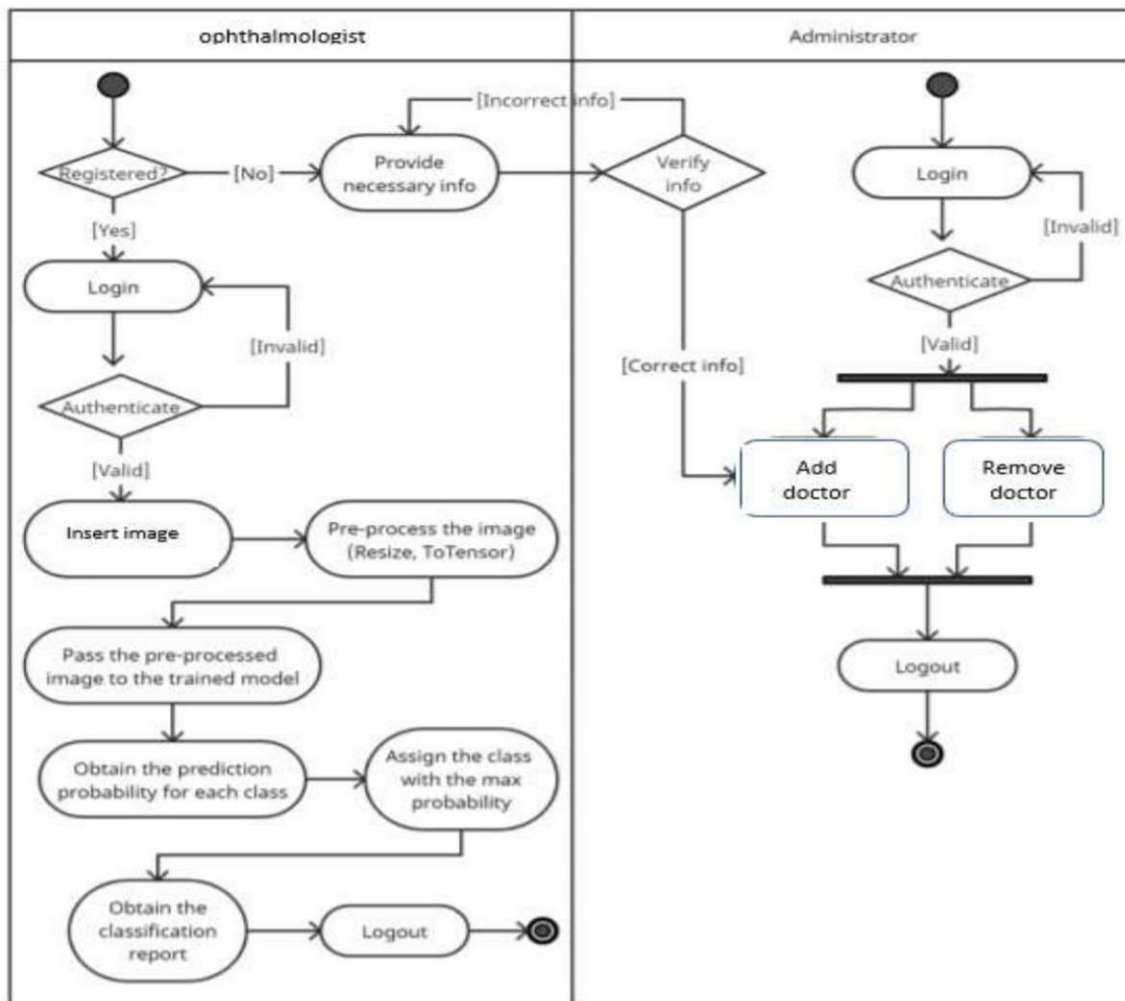 ophthalmologist
Administrator
[Incorrect info]
Registered?
[No]
Provide
necessary info
Verify
info
Login
[Yes]
[Invalid]
Login
Authenticate
[Invalid]
[Valid]
[Correct info]
Authenticate
[Valid]
Add
doctor
Remove
doctor
Insert image
Pre-process the image
(Resize, ToTensor)
Pass the pre-processed
image to the trained model
Logout
Obtain the prediction
probability for each class
Assign the class
with the max
probability
Obtain the
classification
report
Logout